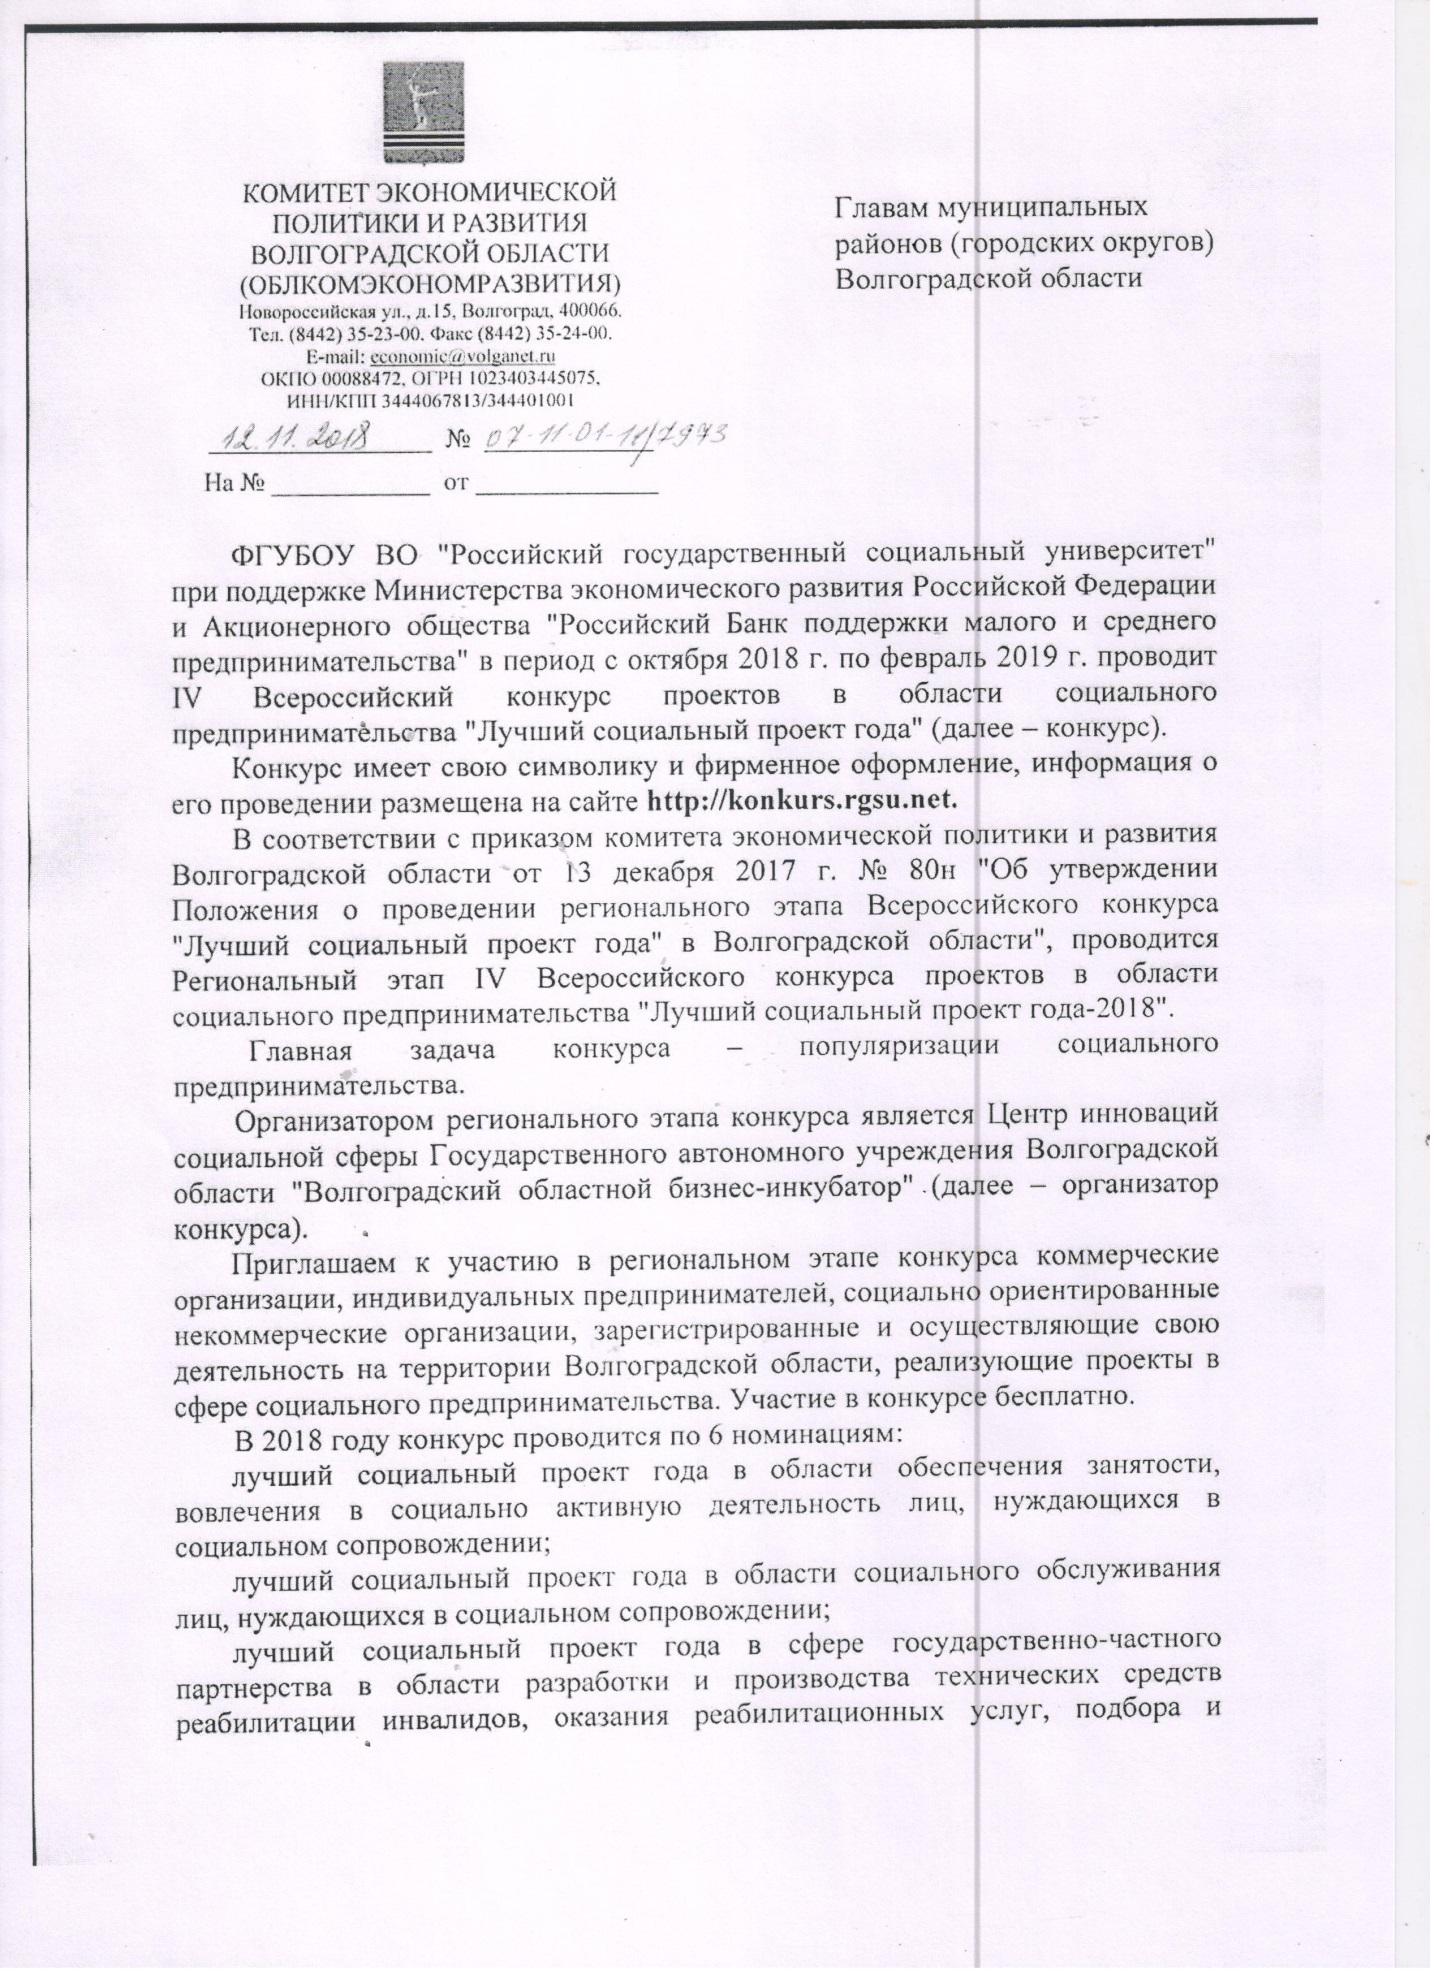 КОМИТЕТ ЭКОНОМИЧЕСКОЙ
ПОЛИТИКИ И РАЗВИТИЯ
ВОЛГОГРАДСКОЙ ОБЛАСТИ
(ОБЛКОМЭКОНОМРАЗВИТИЯ)
Новороссийская ул., д.15, Волгоград, 400066.
Тел. (8442) 35-23-00. Факс (8442) 35-24-00.
E-mail: economic@volganet.ru
ОКПО 00088472, ОГРН 1023403445075,
ИНН/КПП 3444067813/344401001
12.11.2018 № 07-11-01-11/7973
На № от
Главам муниципальных
районов (городских округов)
Волгоградской области
ФГУБОУ ВО "Российский государственный социальный университет"
при поддержке Министерства экономического развития Российской Федерации
и Акционерного общества "Российский Банк поддержки малого и среднего
предпринимательства" в период с октября 2018 г. по февраль 2019 г. проводит
IV Всероссийский конкурс проектов в области социального
предпринимательства "Лучший социальный проект года" (далее – конкурс).
Конкурс имеет свою символику и фирменное оформление, информация о
его проведении размещена на сайте http://konkurs.rgsu.net.
В соответствии с приказом комитета экономической политики и развития
Волгоградской области от 13 декабря 2017 г. № 80н "Об утверждении
Положения о проведении регионального этапа Всероссийского конкурса
"Лучший социальный проект года" в Волгоградской области", проводится
Региональный этап IV Всероссийского конкурса проектов в области
социального предпринимательства "Лучший социальный проект года-2018".
Главная задача конкурса – популяризации социального
предпринимательства.
Организатором регионального этапа конкурса является Центр инноваций
социальной сферы Государственного автономного учреждения Волгоградской
области "Волгоградский областной бизнес-инкубатор" (далее – организатор
конкурса).
Приглашаем к участию в региональном этапе конкурса коммерческие
организации, индивидуальных предпринимателей, социально ориентированные
некоммерческие организации, зарегистрированные и осуществляющие свою
деятельность на территории Волгоградской области, реализующие проекты в
сфере социального предпринимательства. Участие в конкурсе бесплатно.
В 2018 году конкурс проводится по 6 номинациям:
лучший социальный проект года в области обеспечения занятости,
вовлечения в социально активную деятельность лиц, нуждающихся в
социальном сопровождении;
лучший социальный проект года в области социального обслуживания
лиц, нуждающихся в социальном сопровождении;
лучший социальный проект года в сфере государственно-частного
партнерства в области разработки и производства технических средств
реабилитации инвалидов, оказания реабилитационных услуг, подбора и